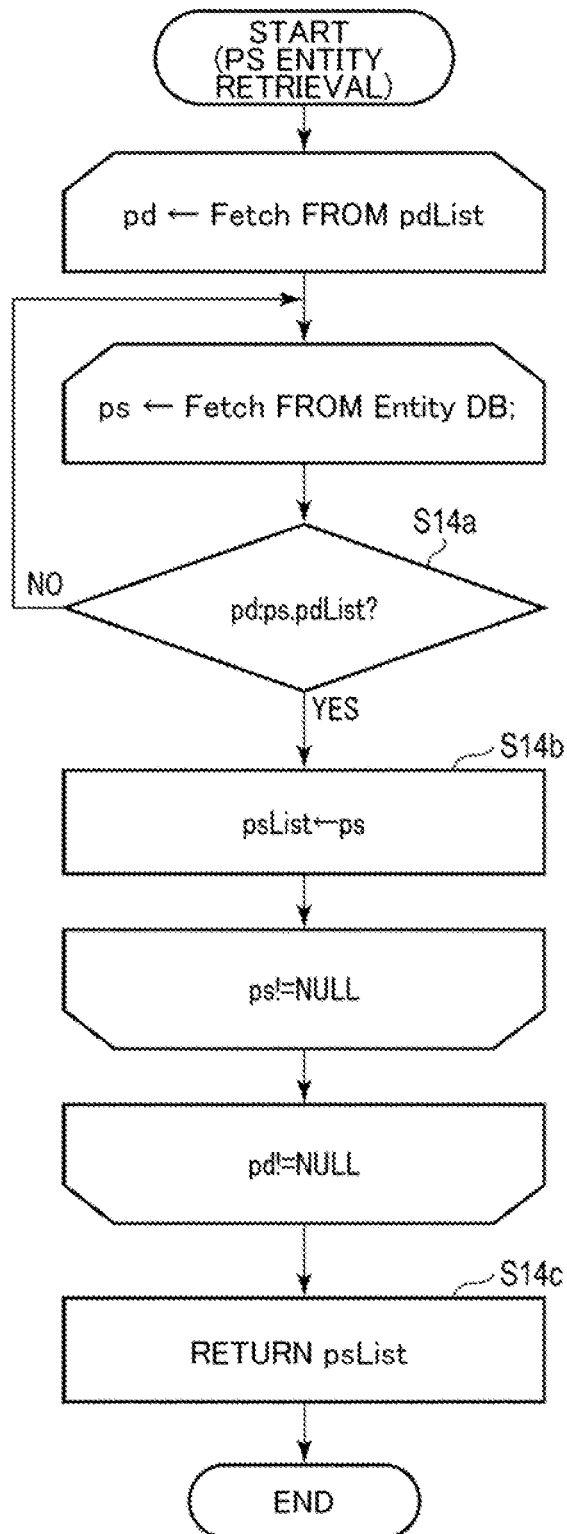 START
(PS ENTITY
RETRIEVAL)
pd ← Fetch FROM pdList
ps ← Fetch FROM Entity DB;
S14a
NO
pd:ps.pdList?
YES
S14b
psList←ps
ps!=NULL
pd!=NULL
S14c
RETURN psList
END